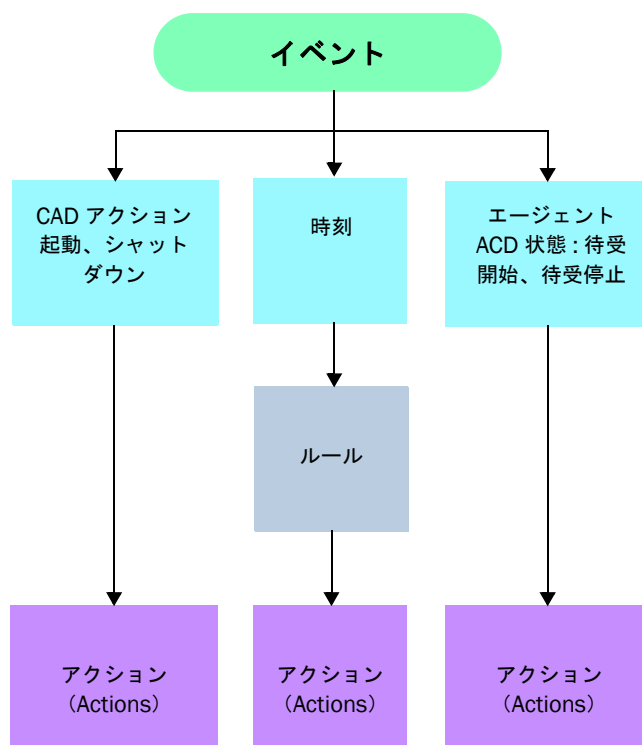 イベント
CAD アクション
起動、シャット
ダウン
時刻
エージェント
ACD 状態 : 待受
開始、待受停止
ルール
アクション
（Actions）
アクション
（Actions）
アクション
（Actions）